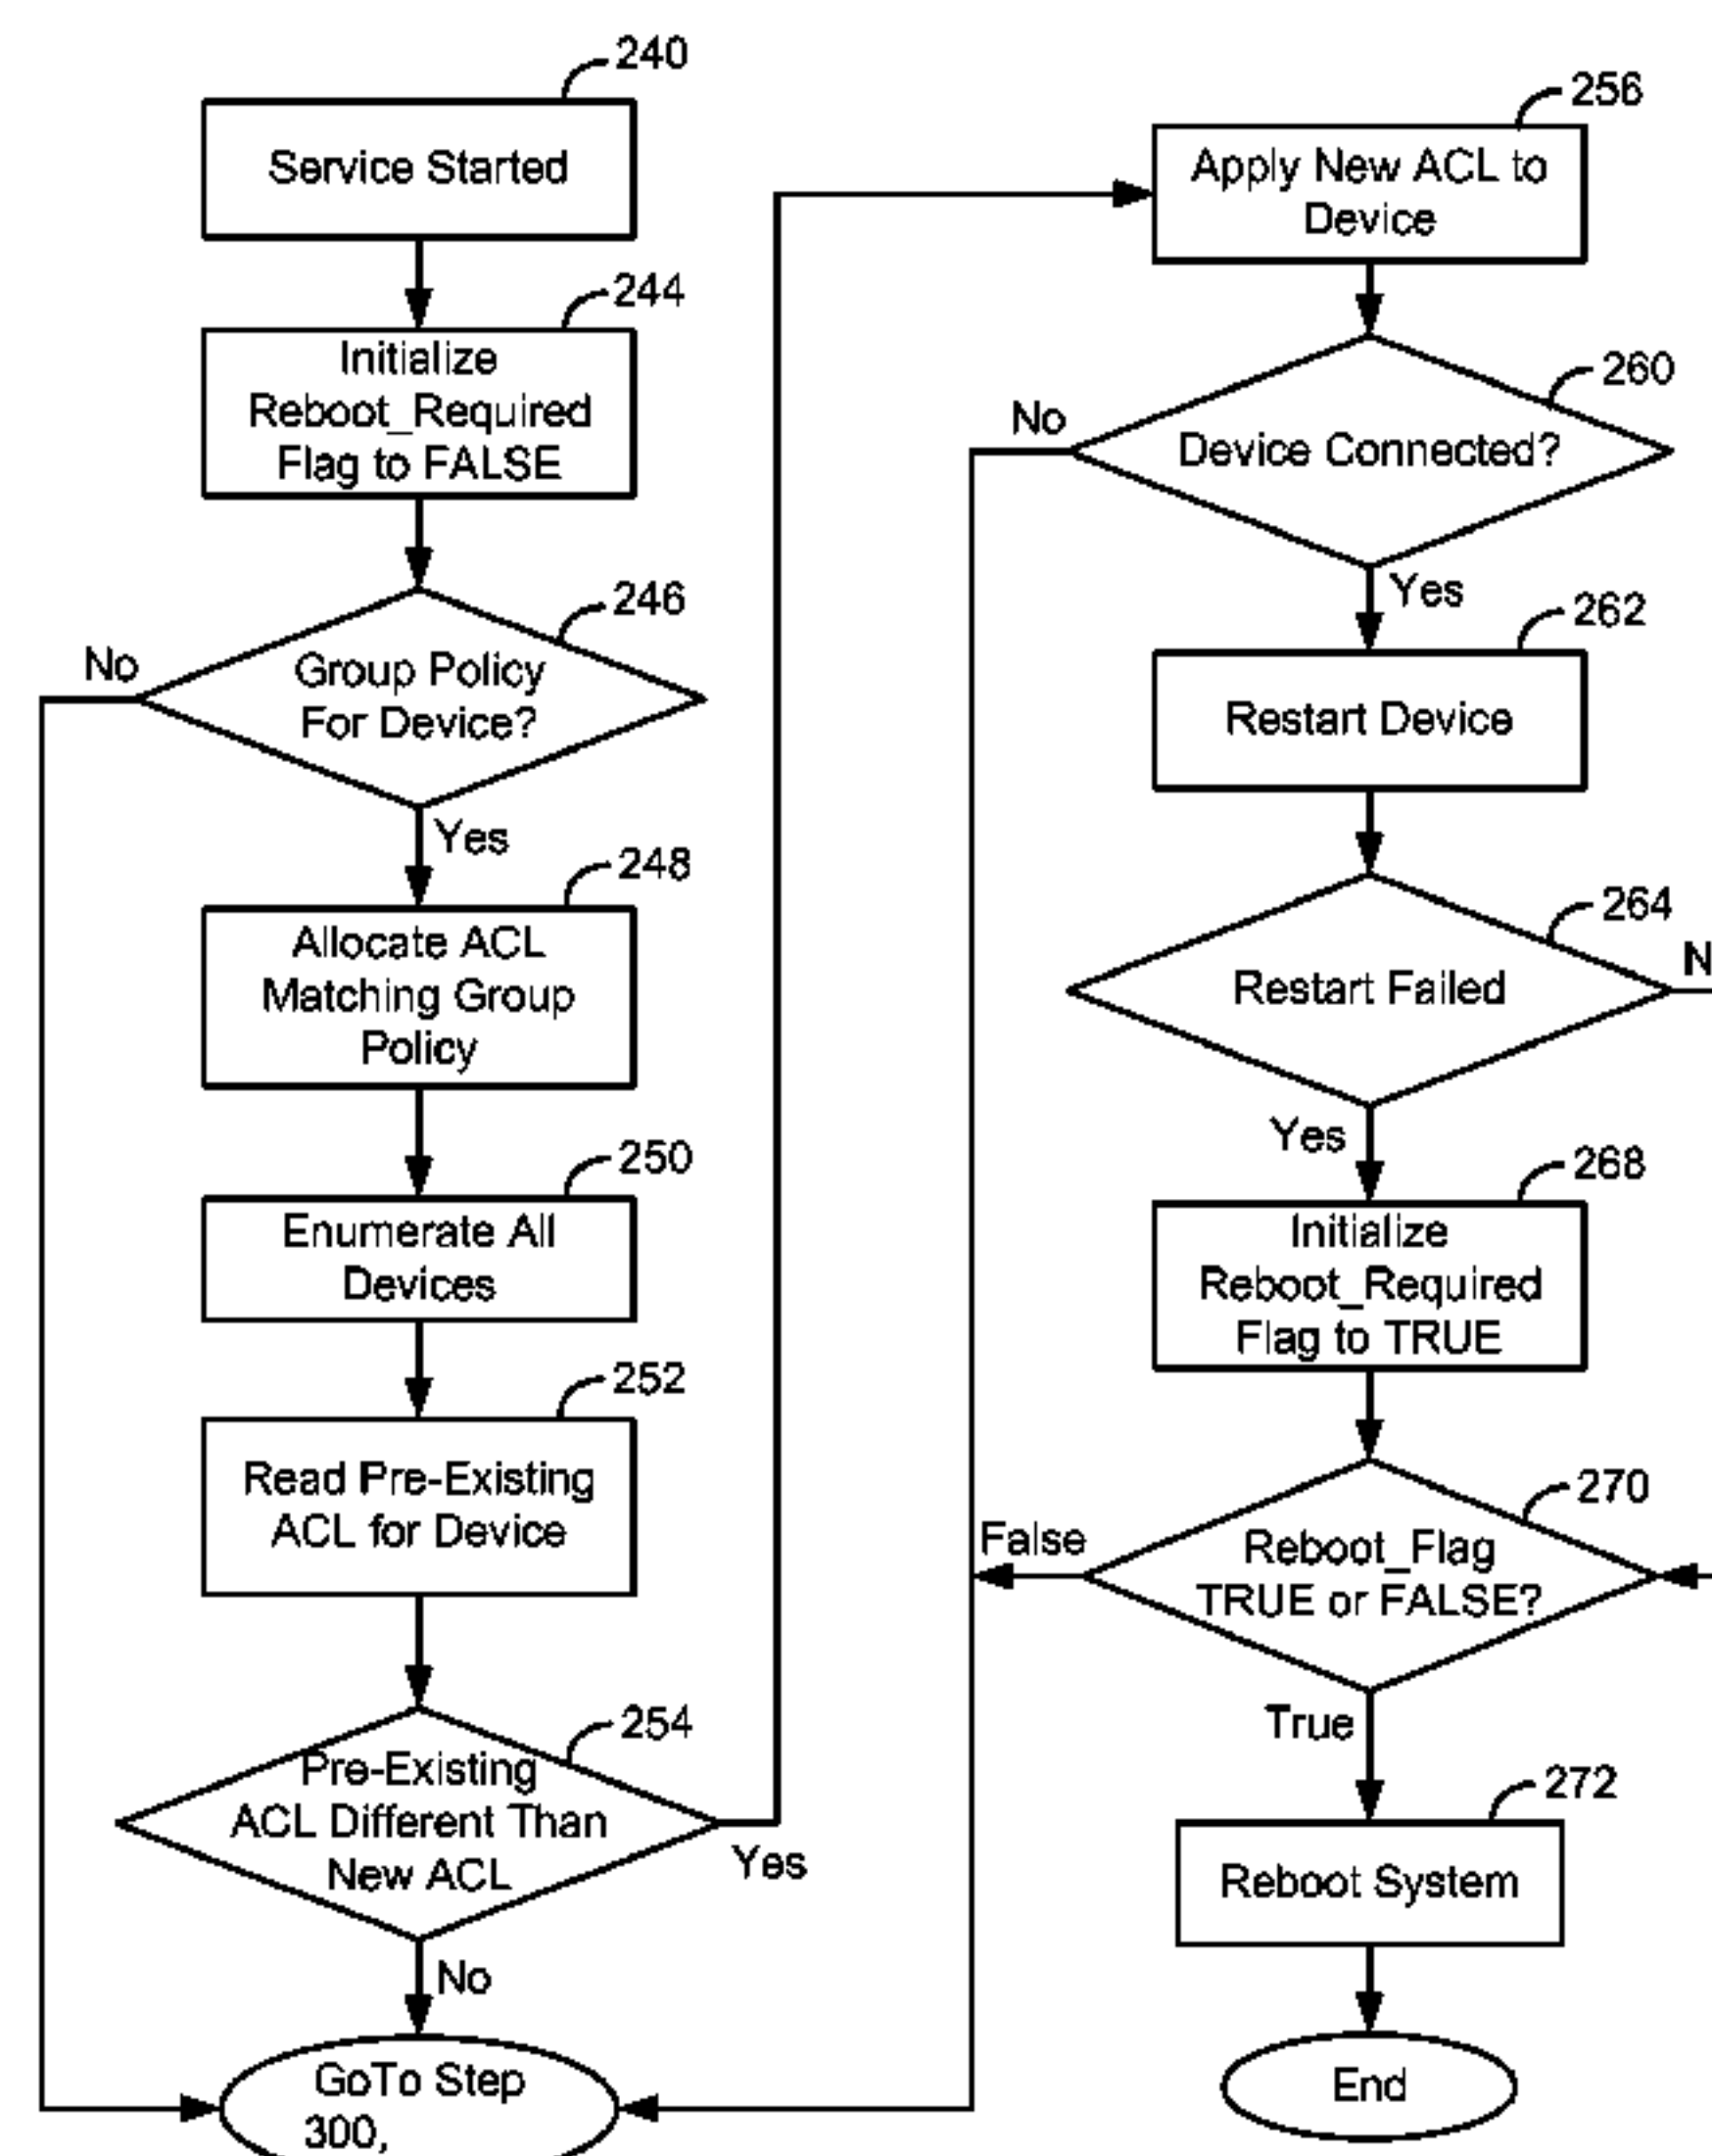 240
Service Started
244
Initialize
Reboot_Required
Flag to FALSE
246
No
Group Policy
For Device?
Yes
248
Allocate ACL
Matching Group
Policy
250
Enumerate All
Devices
252
Read Pre-Existing
ACL for Device
254
Pre-Existing
ACL Different Than
New ACL
Yes
No
GoTo Step
300,
256
Apply New ACL to
Device
260
No
Device Connected?
Yes
262
Restart Device
264
Restart Failed
Yes
268
Initialize
Reboot_Required
Flag to TRUE
270
False
Reboot_Flag
TRUE or FALSE?
True
272
Reboot System
End